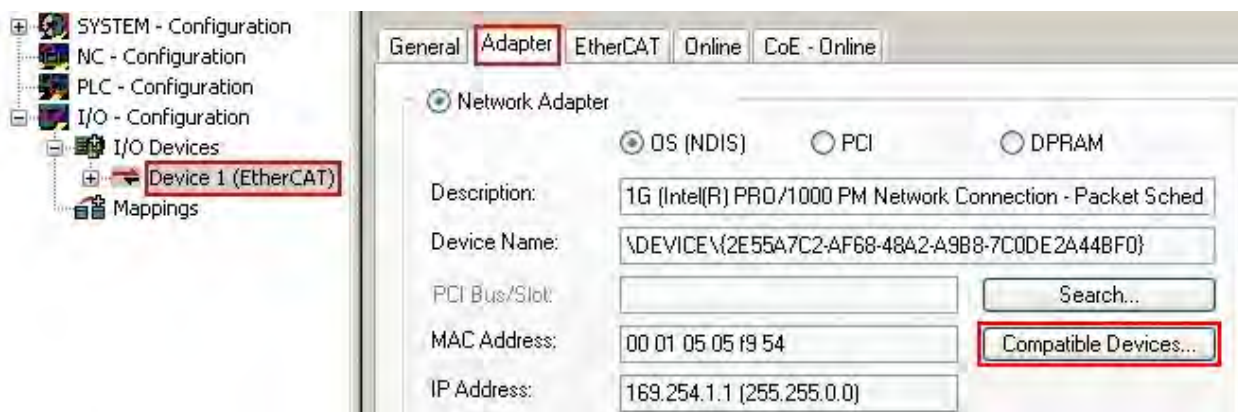 SYSTEM - Configuration
NC - Configuration
PLC - Configuration
I/O - Configuration
I/O Devices
Device 1 (EtherCAT)
Mappings
General Adapter EtherCAT Online CoE - Online
Network Adapter
OS (NDIS) PCI DPRAM
Description: 1G (Intel(R) PRO/1000 PM Network Connection - Packet Sched
Device Name: \DEVICE\{2E55A7C2-AF68-48A2-A9B8-7C0DE2A44BF0}
PCI Bus/Slot: Search...
MAC Address: 00 01 05 05 f9 54 Compatible Devices...
IP Address: 169.254.1.1 (255.255.0.0)